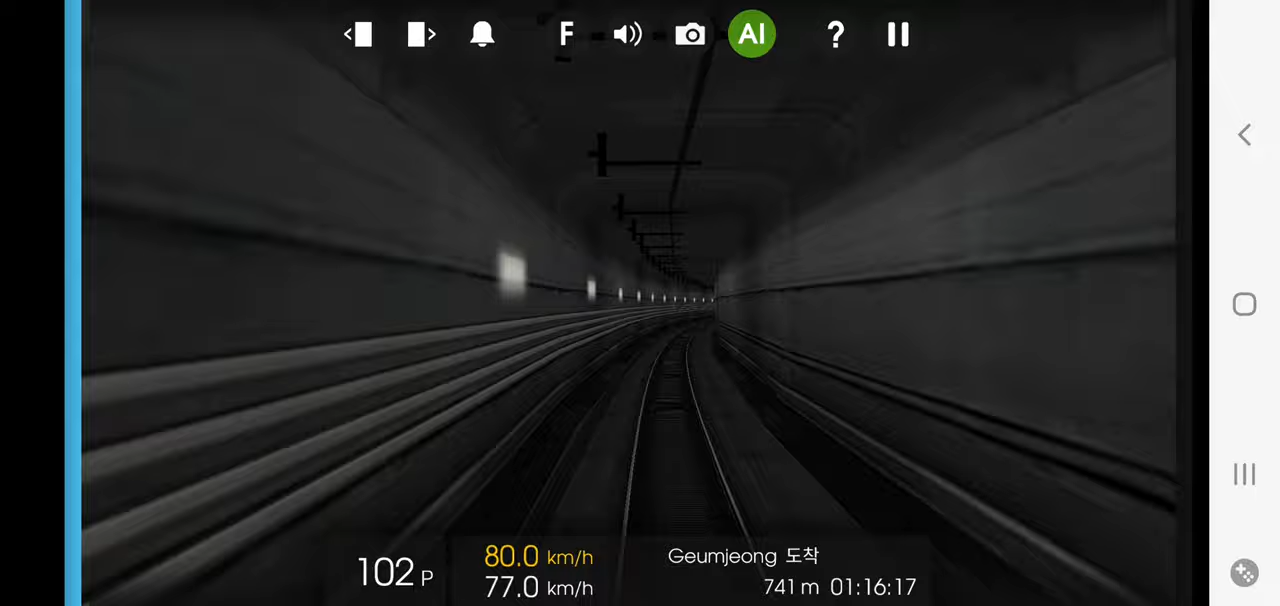 F
AI
?
102 P
80.0 km/h
77.0 km/h
Geumjeong 도착
741 m 01:16:17